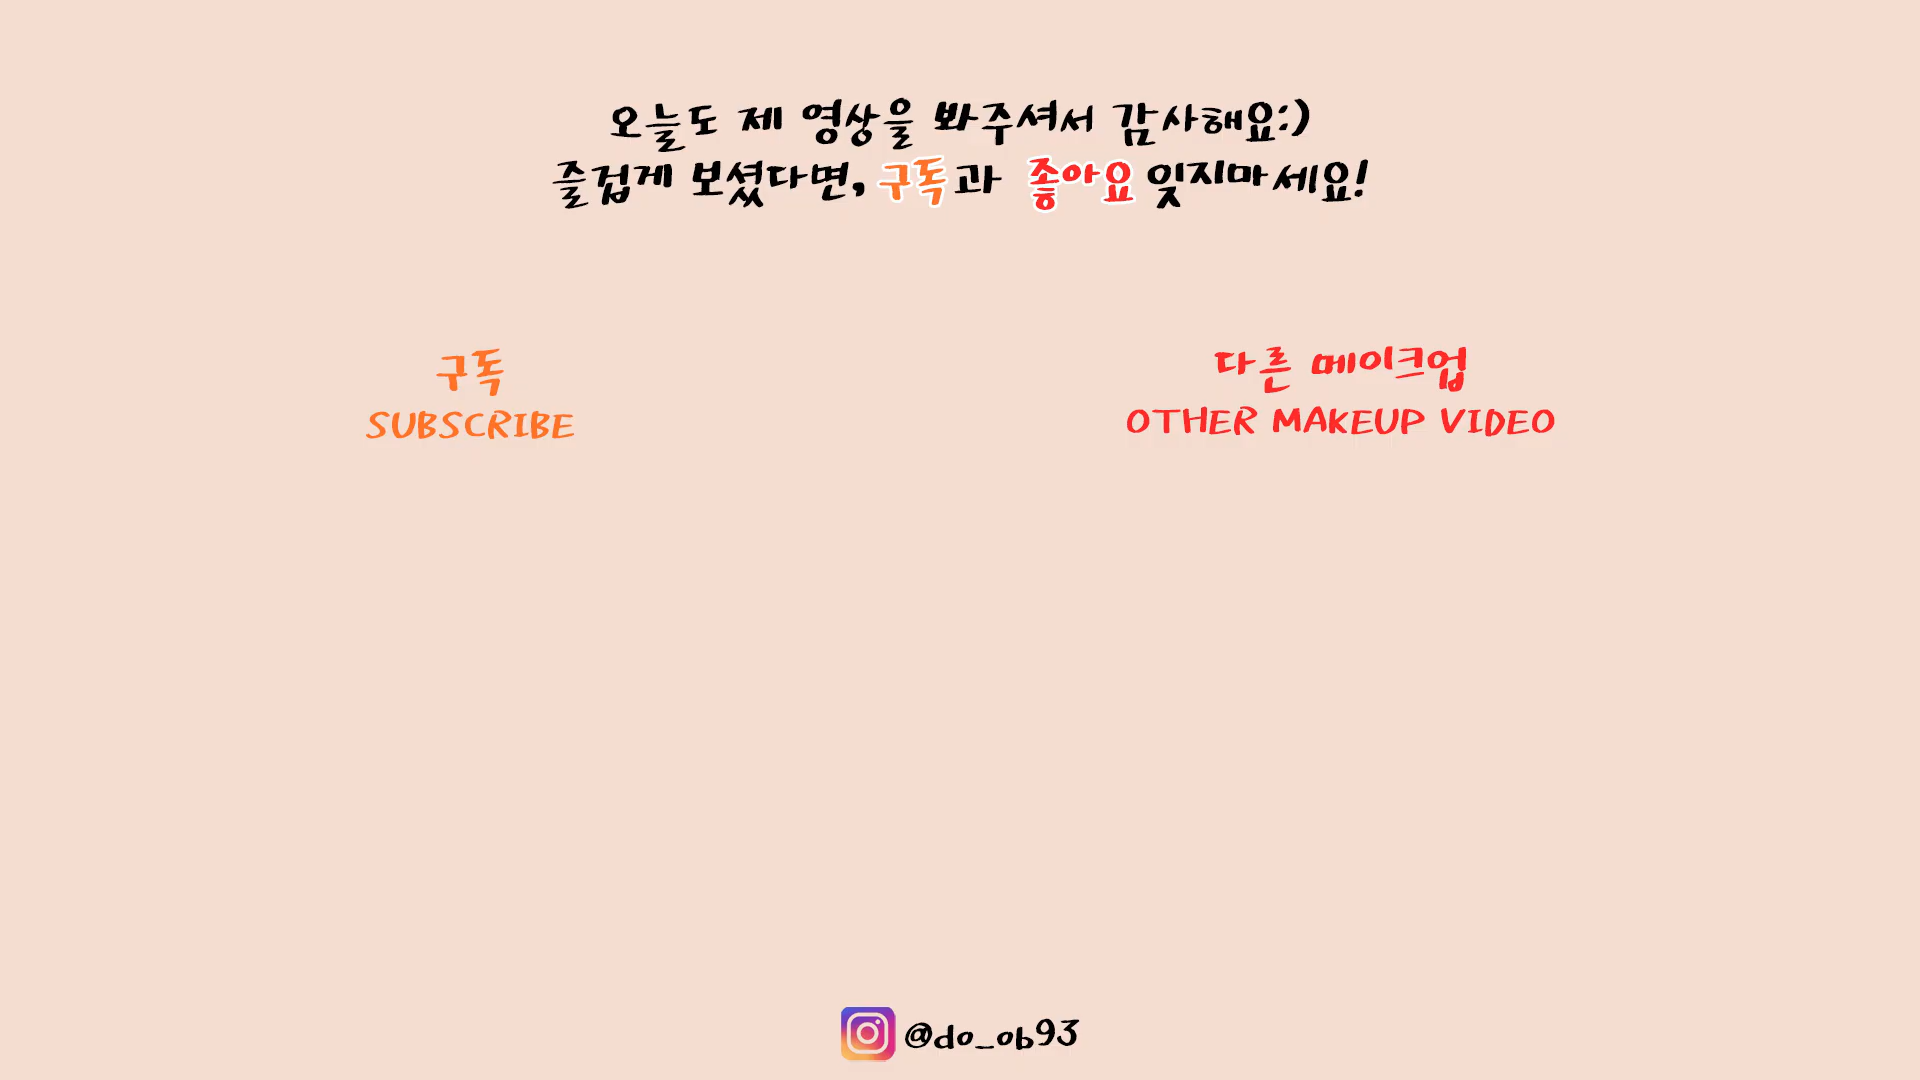 오늘도 제 영상을 봐주셔서 감사해요:)
즐겁게 보셨다면, 구독과 좋아요 잊지마세요!
구독
SUBSCRIBE
다른 메이크업
OTHER MAKEUP VIDEO
@do_ob93